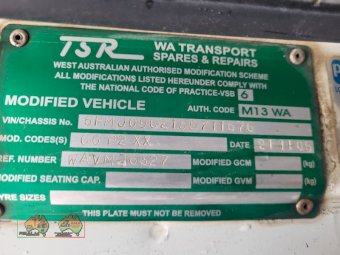 TSR WA TRANSPORT
SPARES & REPAIRS
WEST AUSTRALIAN AUTHORISED MODIFICATION SCHEME
ALL MODIFICATIONS LISTED HEREUNDER COMPLY WITH
THE NATIONAL CODE OF PRACTICE-VSB 6
MODIFIED VEHICLE AUTH. CODE M13 WA
VIN/CHASSIS No.
MOD. CODES(S) DATE
REF. NUMBER MODIFIED GCM (kg)
MODIFIED SEATING CAP. MODIFIED GVM (kg)
TYRE SIZES
THIS PLATE MUST NOT BE REMOVED